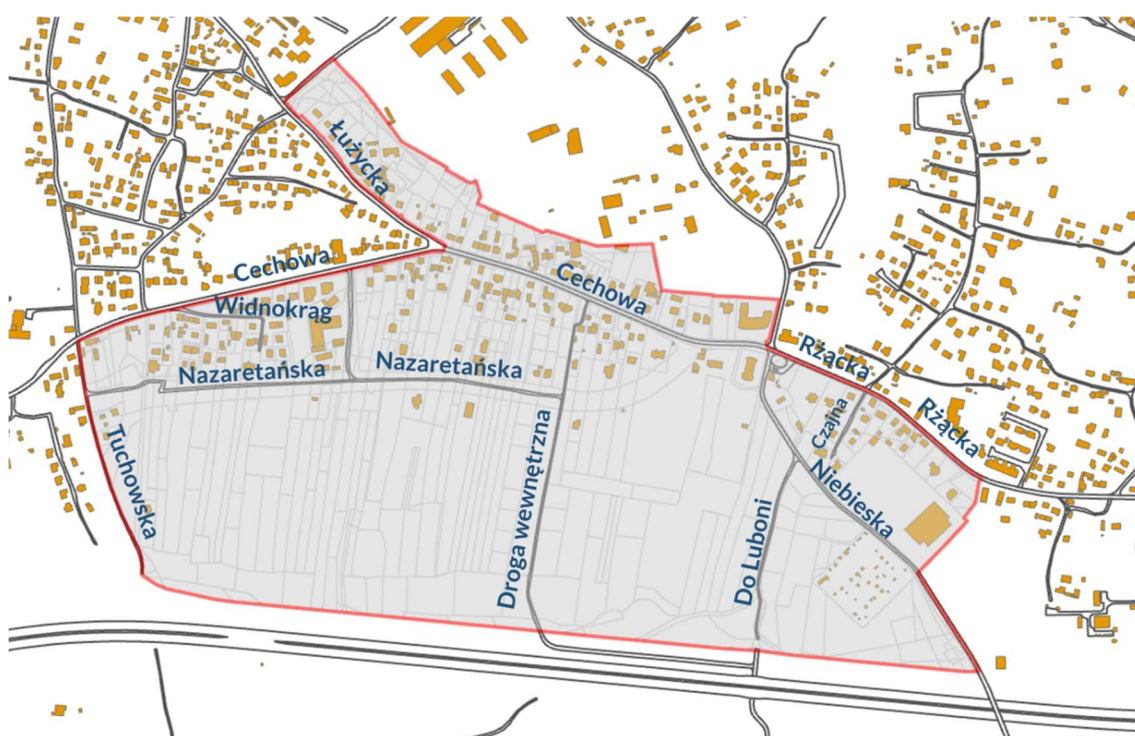 Łużycka
Cechowa
Cechowa
Widnokrąg
Rżącka
Nazaretańska
Nazaretańska
Rżącka
Czajna
Tuchowska
Niebieska
Droga wewnętrzna
Do Luboni